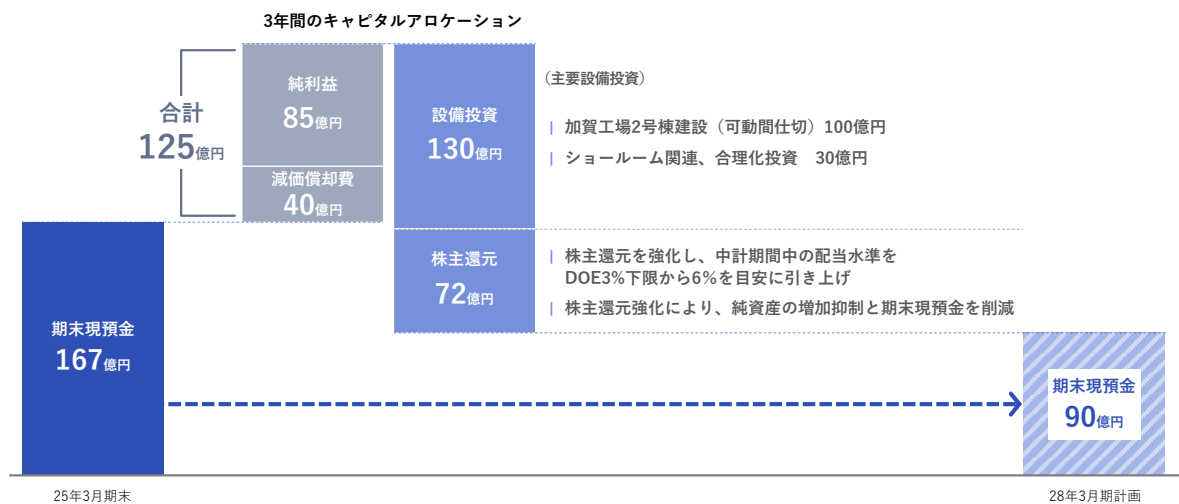 3年間のキャピタルアロケーション
合計
125億円
純利益
85億円
減価償却費
40億円
設備投資
130億円
（主要設備投資）
| 加賀工場2号棟建設（可動間仕切）100億円
| ショールーム関連、合理化投資　30億円
株主還元
72億円
| 株主還元を強化し、中計期間中の配当水準を
DOE3%下限から6%を目安に引き上げ
| 株主還元強化により、純資産の増加抑制と期末現預金を削減
期末現預金
167億円
期末現預金
90億円
25年3月期末
28年3月期計画